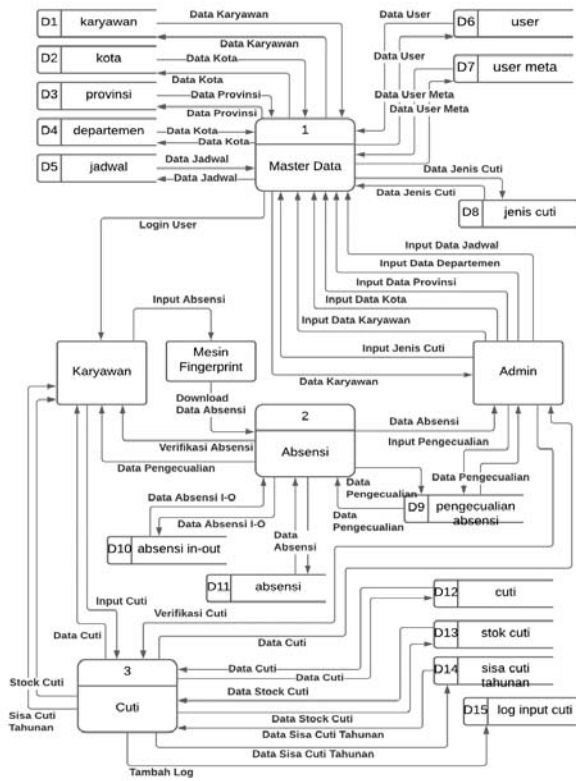 D1 karyawan
Data Karyawan
Data Karyawan
D2 kota
Data Kota
Data Kota
D3 provinsi
Data Provinsi
Data Provinsi
D4 departemen
Data Kota
Data Kota
D5 jadwal
Data Jadwal
Data Jadwal
D6 user
Data User
Data User
D7 user meta
Data User Meta
Data User Meta
1
Master Data
Data Jenis Cuti
Data Jenis Cuti
D8 jenis cuti
Login User
Input Data Jadwal
Input Data Departemen
Input Data Provinsi
Input Data Kota
Input Data Karyawan
Input Jenis Cuti
Data Karyawan
Input Absensi
Karyawan
Mesin
Fingerprint
Admin
Download
Data Absensi
2
Absensi
Data Absensi
Verifikasi Absensi
Data Pengecualian
Input Pengecualian
Data Pengecualian
Data
Pengecualian
Data
Pengecualian
D9 pengecualian
absensi
Data Absensi I-O
Data Absensi I-O
D10 absensi in-out
Data
Absensi
D11 absensi
Input Cuti
Verifikasi Cuti
Data Cuti
Data Cuti
D12 cuti
D13 stok cuti
D14 sisa cuti
tahunan
D15 log input cuti
3
Cuti
Data Cuti
Data Cuti
Stock Cuti
Sisa Cuti
Tahunan
Data Stock Cuti
Data Stock Cuti
Data Sisa Cuti Tahunan
Data Sisa Cuti Tahunan
Tambah Log